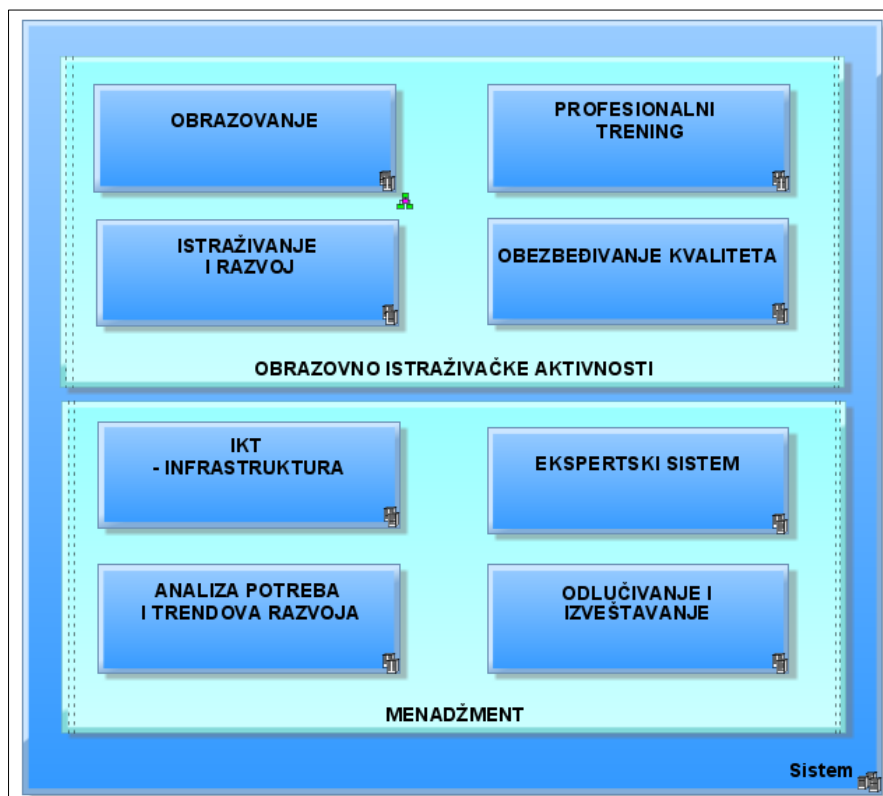 OBRAZOVANJE
PROFESIONALNI
TRENING
ISTRAŽIVANJE
I RAZVOJ
OBEZBEĐIVANJE KVALITETA
OBRAZOVNO ISTRAŽIVAČKE AKTIVNOSTI
IKT
- INFRASTRUKTURA
EKSPERTSKI SISTEM
ANALIZA POTREBA
I TRENDOVA RAZVOJA
ODLUČIVANJE I
IZVEŠTAVANJE
MENADŽMENT
Sistem